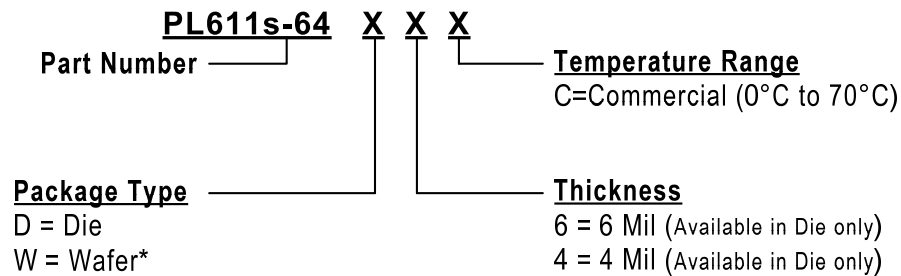 PL611s-64 X X X
Part Number
Temperature Range
C=Commercial (0°C to 70°C)
Package Type
D = Die
W = Wafer*
Thickness
6 = 6 Mil (Available in Die only)
4 = 4 Mil (Available in Die only)